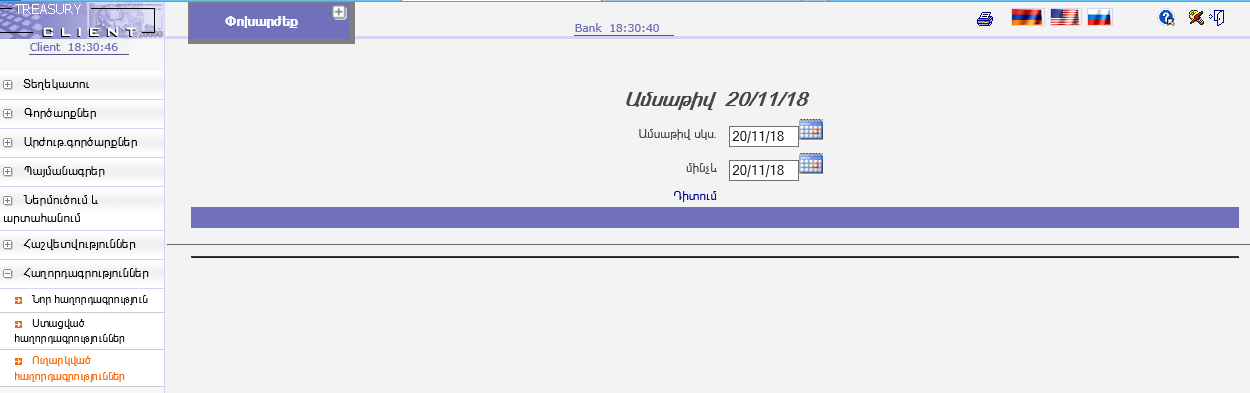 TREASURY
CLIENT
Փոխարժեք
Bank 18:30:40
Client 18:30:46
Տեղեկատու
Գործարքներ
Արժութ.գործարքներ
Պայմանագրեր
Ներմուծում և
արտահանում
Հաշվետվություններ
Հաղորդագրություններ
Նոր հաղորդագրություն
Ստացված
հաղորդագրություններ
Ուղարկված
հաղորդագրություններ
Ամսաթիվ 20/11/18
Ամսաթիվ սկս. 20/11/18
մինչև 20/11/18
Դիտում